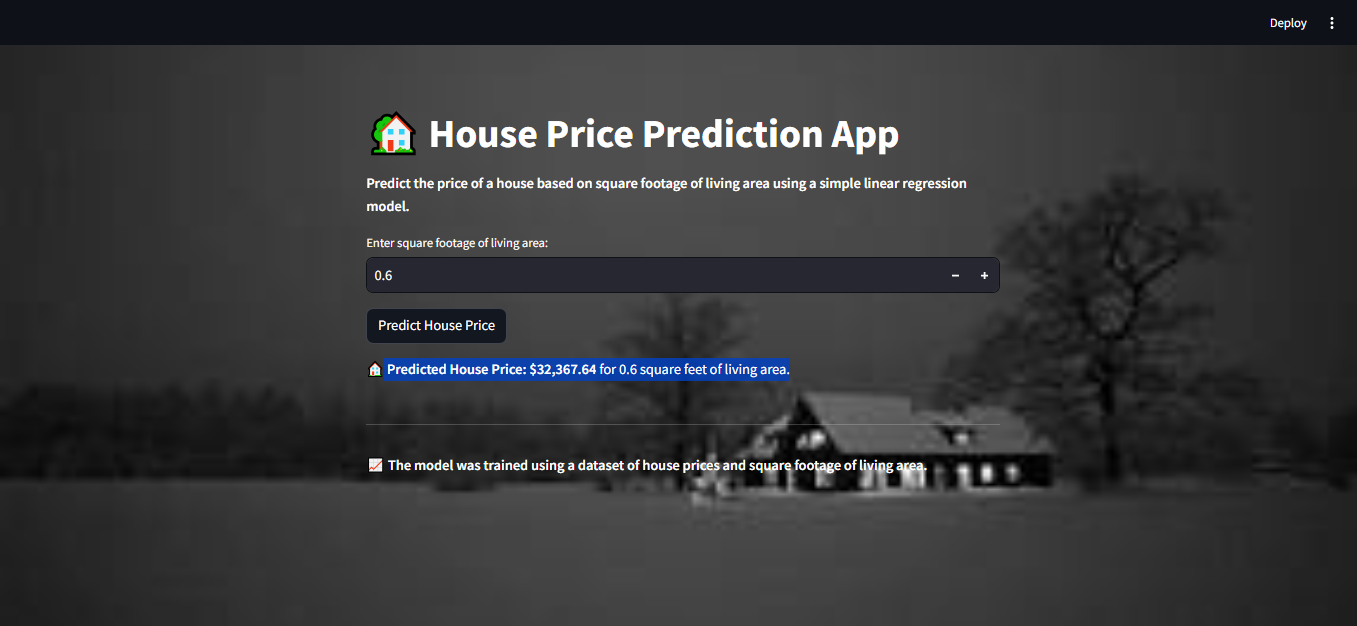 Deploy
House Price Prediction App
Predict the price of a house based on square footage of living area using a simple linear regression
model.
Enter square footage of living area:
0.6
Predict House Price
Predicted House Price: $32,367.64 for 0.6 square feet of living area.
The model was trained using a dataset of house prices and square footage of living area.